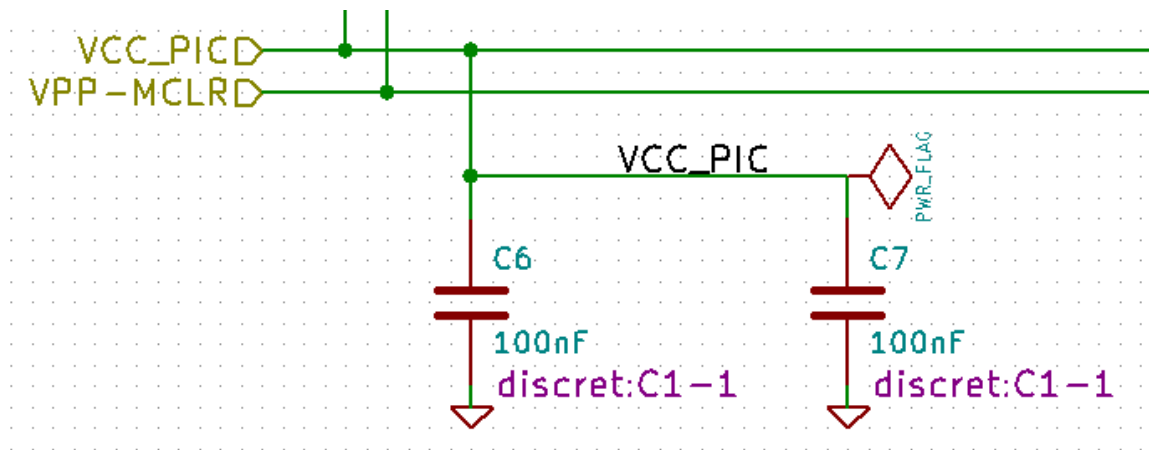 VCC_PIC
VPP-MCLR
VCC_PIC
PWR_FLAG
C6
C7
100nF
100nF
discret:C1-1
discret:C1-1